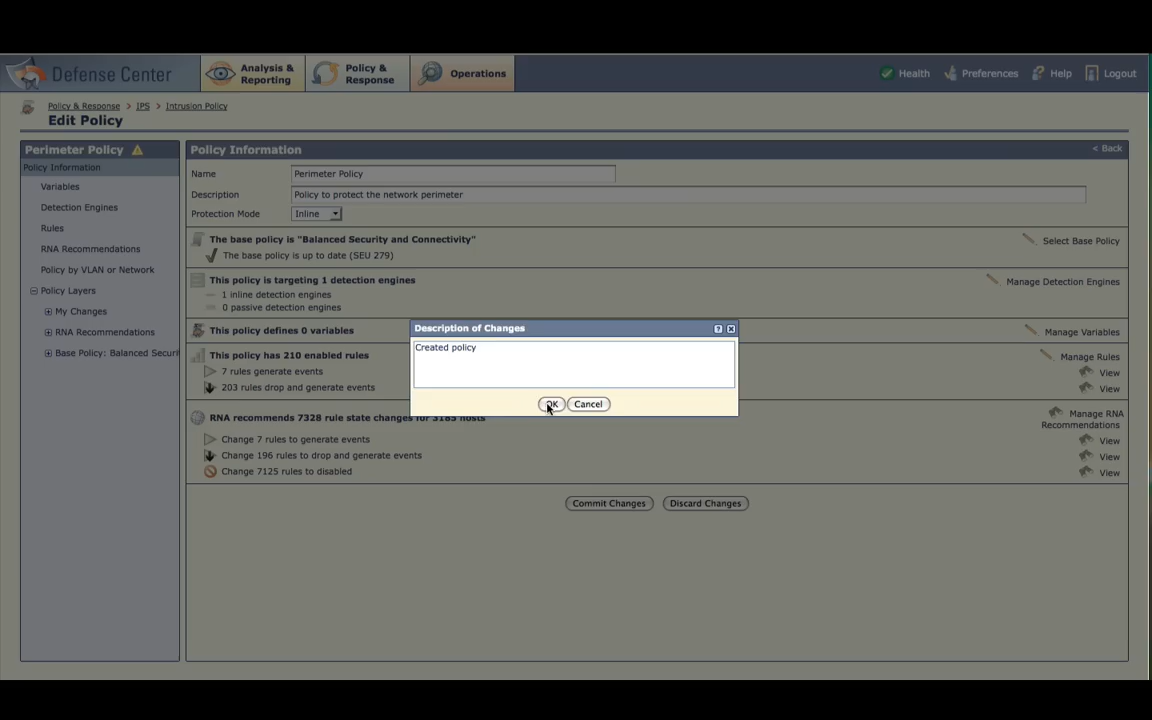 Defense Center
Analysis & Reporting
Policy & Response
Operations
Health
Preferences
Help
Logout
Policy & Response > IPS > Intrusion Policy
Edit Policy
Perimeter Policy
Policy Information
Variables
Detection Engines
Rules
RNA Recommendations
Policy by VLAN or Network
Policy Layers
My Changes
RNA Recommendations
Base Policy: Balanced Securi
Policy Information
< Back
Name
Perimeter Policy
Description
Policy to protect the network perimeter
Protection Mode
Inline
The base policy is "Balanced Security and Connectivity"
Select Base Policy
The base policy is up to date (SEU 279)
This policy is targeting 1 detection engines
Manage Detection Engines
1 inline detection engines
0 passive detection engines
This policy defines 0 variables
Manage Variables
This policy has 210 enabled rules
Manage Rules
7 rules generate events
View
203 rules drop and generate events
View
Description of Changes
Created policy
OK
Cancel
RNA recommends 7328 rule state changes for 3185 hosts
Manage RNA
Recommendations
Change 7 rules to generate events
View
Change 196 rules to drop and generate events
View
Change 7125 rules to disabled
View
Commit Changes
Discard Changes